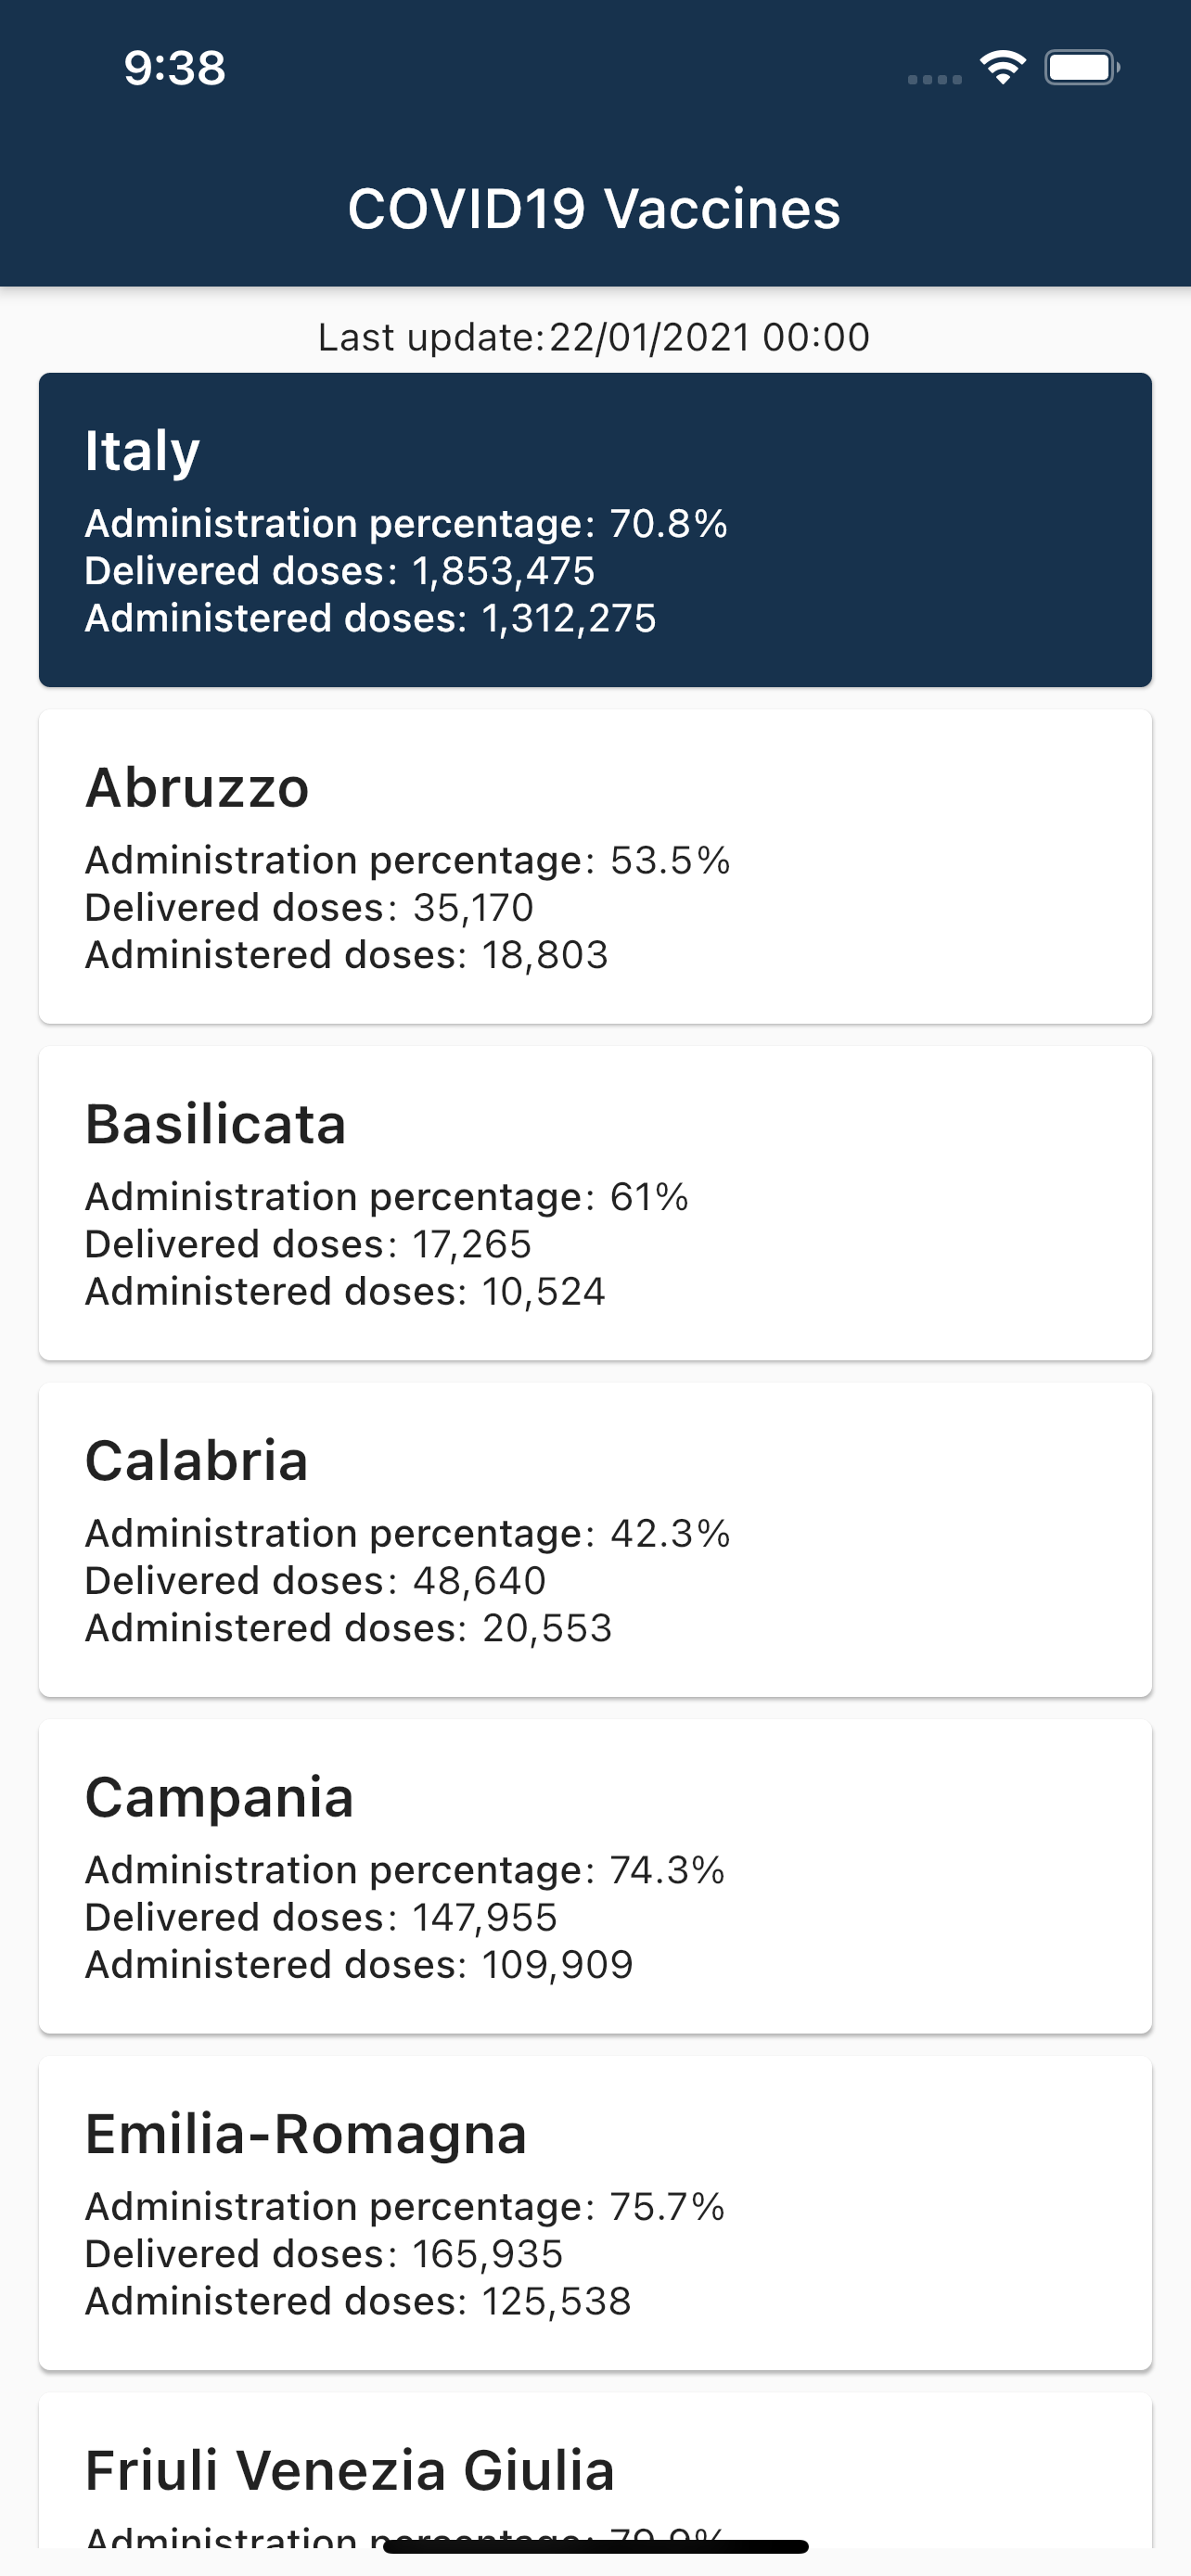 9:38
COVID19 Vaccines
Last update:22/01/2021 00:00
Italy
Administration percentage: 70.8%
Delivered doses: 1,853,475
Administered doses: 1,312,275
Abruzzo
Administration percentage: 53.5%
Delivered doses: 35,170
Administered doses: 18,803
Basilicata
Administration percentage: 61%
Delivered doses: 17,265
Administered doses: 10,524
Calabria
Administration percentage: 42.3%
Delivered doses: 48,640
Administered doses: 20,553
Campania
Administration percentage: 74.3%
Delivered doses: 147,955
Administered doses: 109,909
Emilia-Romagna
Administration percentage: 75.7%
Delivered doses: 165,935
Administered doses: 125,538
Friuli Venezia Giulia
Administration percentage: